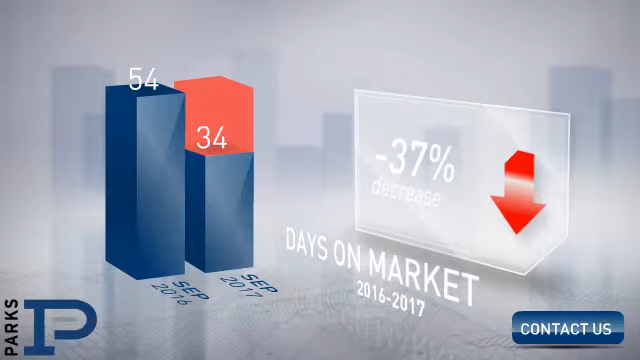 54
34
SEP
2016
SEP
2017
-37%
decrease
DAYS ON MARKET
2016-2017
PARKS
P
CONTACT US